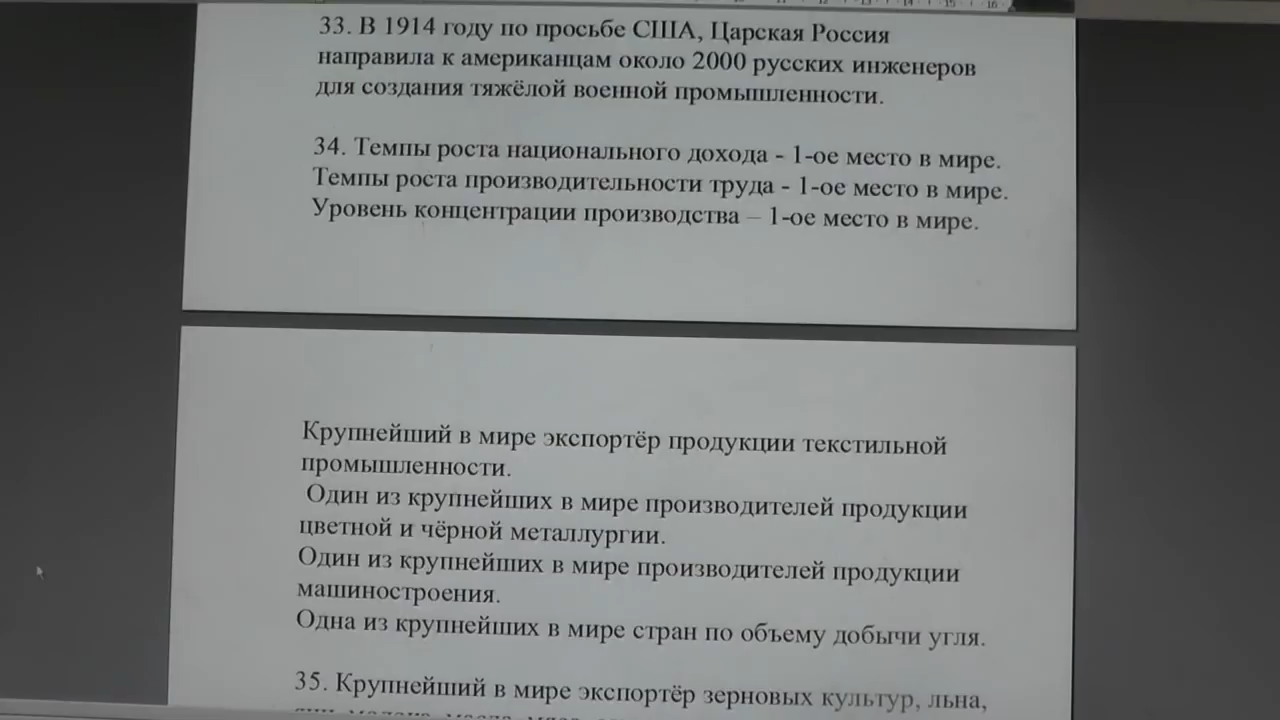 33. В 1914 году по просьбе США, Царская Россия
направила к американцам около 2000 русских инженеров
для создания тяжёлой военной промышленности.
34. Темпы роста национального дохода - 1-ое место в мире.
Темпы роста производительности труда - 1-ое место в мире.
Уровень концентрации производства – 1-ое место в мире.
Крупнейший в мире экспортёр продукции текстильной
промышленности.
Один из крупнейших в мире производителей продукции
цветной и чёрной металлургии.
Один из крупнейших в мире производителей продукции
машиностроения.
Одна из крупнейших в мире стран по объему добычи угля.
35. Крупнейший в мире экспортёр зерновых культур, льна,